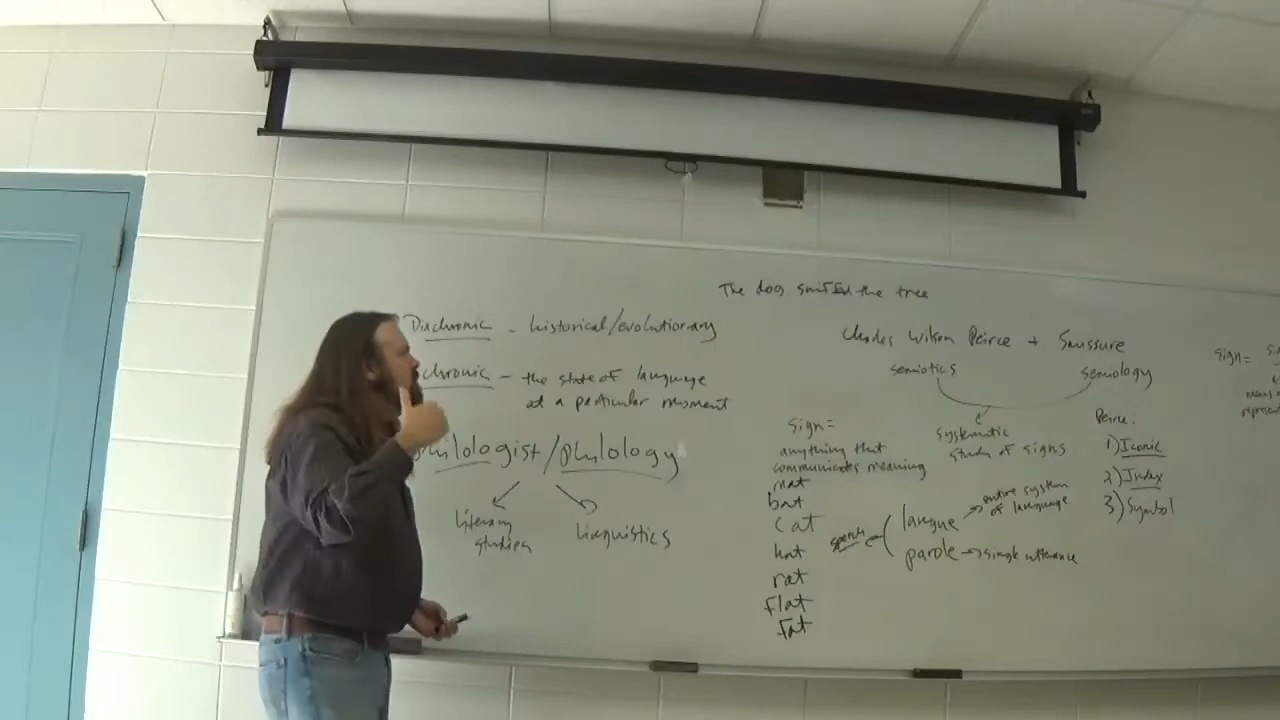 The dog sniffed the tree
Diachronic - historical/evolutionary
chronic - the state of language
at a particular moment
philologist/philology
Literary
studies
linguistics
Charles Wilson Peirce + Saussure
semiotics
semiology
systematic
study of signs
sign=
anything that
communicates meaning
mat
bat
cat
hat
rat
flat
fat
speech
langue → entire system
of language
parole → single utterance
Peirce:
1) Iconic
2) Index
3) Symbol
sign=